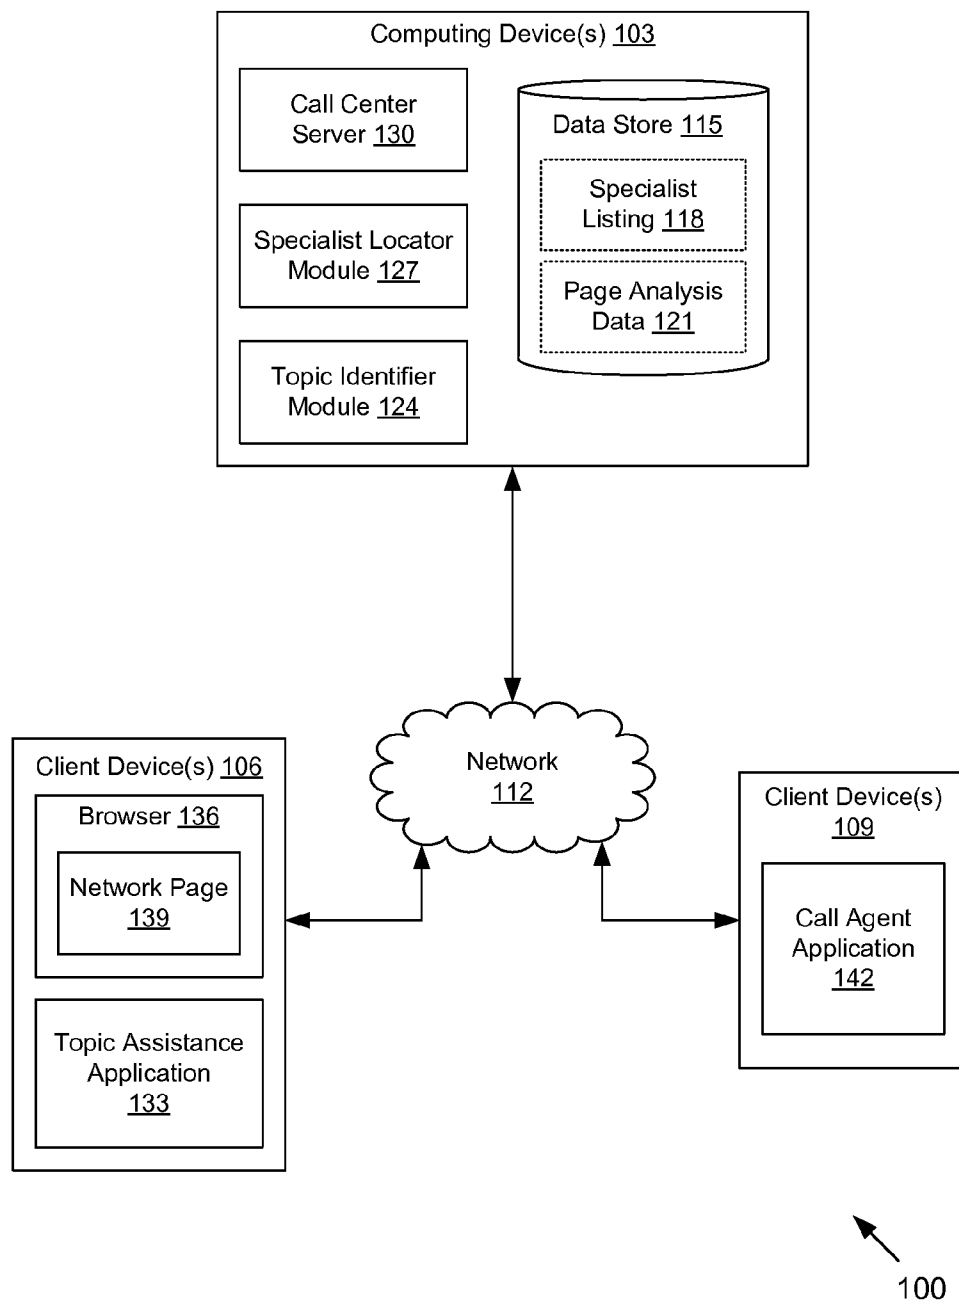 Computing Device(s) 103
Call Center
Server 130
Specialist Locator
Module 127
Topic Identifier
Module 124
Data Store 115
Specialist
Listing 118
Page Analysis
Data 121
Network
112
Client Device(s) 106
Browser 136
Network Page
139
Topic Assistance
Application
133
Client Device(s)
109
Call Agent
Application
142
100